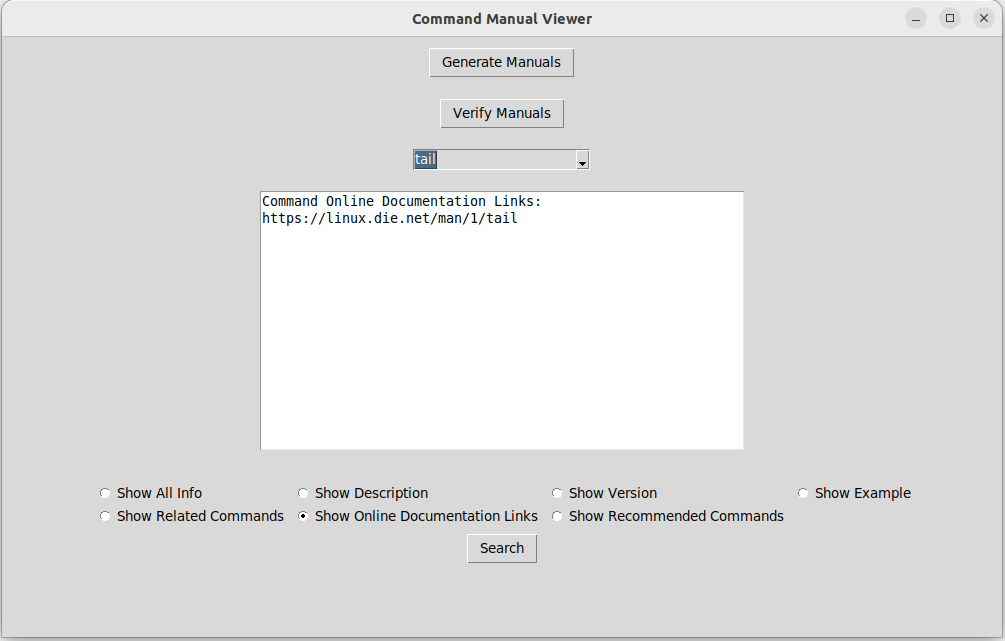 Command Manual Viewer
Generate Manuals
Verify Manuals
tail
Command Online Documentation Links:
https://linux.die.net/man/1/tail
Show All Info Show Description Show Version Show Example
Show Related Commands Show Online Documentation Links Show Recommended Commands
Search